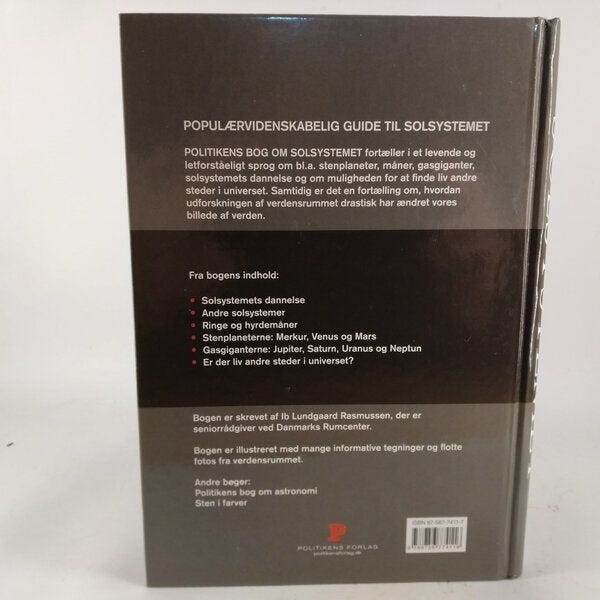 POPULÆRVIDENSKABELIG GUIDE TIL SOLSYSTEMET
POLITIKENS BOG OM SOLSYSTEMET fortæller i et levende og
letforståeligt sprog om bl.a. stenplaneter, måner, gasgiganter,
solsystemets dannelse og om muligheden for at finde liv andre
steder i universet. Samtidig er det en fortælling om, hvordan
udforskningen af verdensrummet drastisk har ændret vores
billede af verden.
Fra bogens indhold:
• Solsystemets dannelse
• Andre solsystemer
• Ringe og hyrdemåner
• Stenplaneterne: Merkur, Venus og Mars
• Gasgiganterne: Jupiter, Saturn, Uranus og Neptun
• Er der liv andre steder i universet?
Bogen er skrevet af Ib Lundgaard Rasmussen, der er
seniorrådgiver ved Danmarks Rumcenter.
Bogen er illustreret med mange informative tegninger og flotte
fotos fra verdensrummet.
Andre bøger:
Politikens bog om astronomi
Sten i farver
P
POLITIKENS FORLAG
politikensforlag.dk